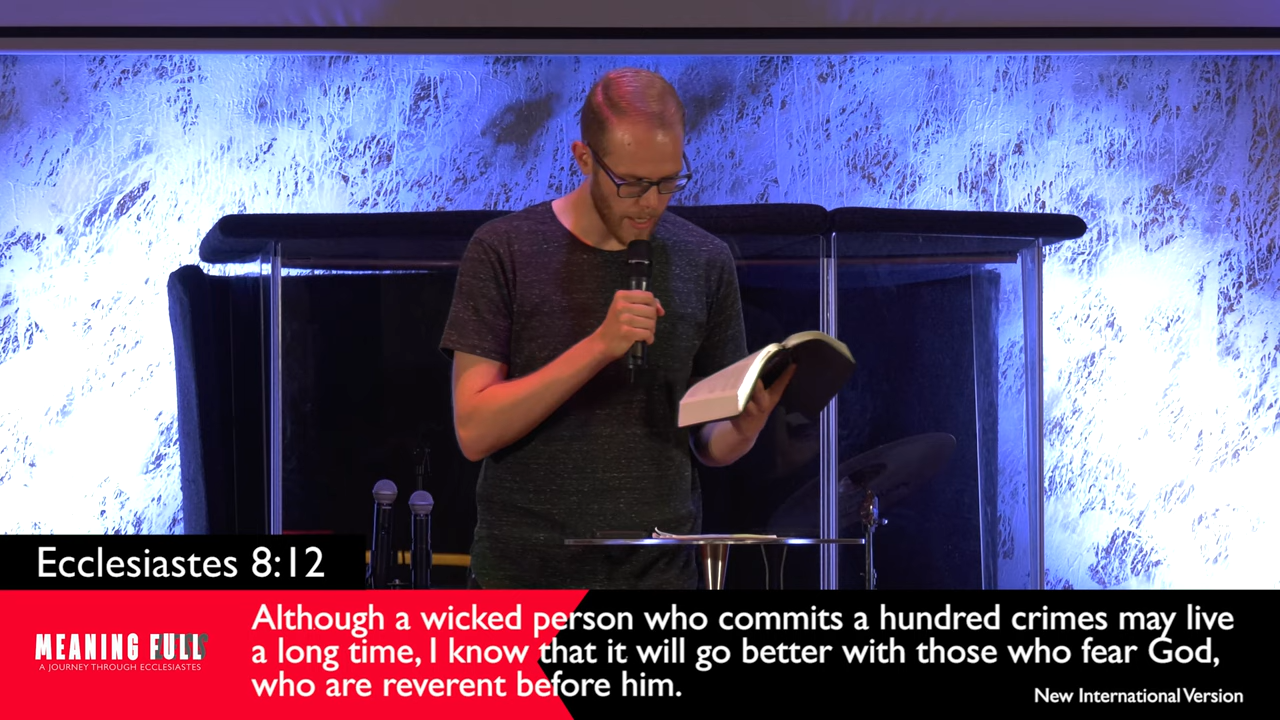 Ecclesiastes 8:12
Although a wicked person who commits a hundred crimes may live
a long time, I know that it will go better with those who fear God,
who are reverent before him.
MEANING FULL
A JOURNEY THROUGH ECCLESIASTES
New International Version